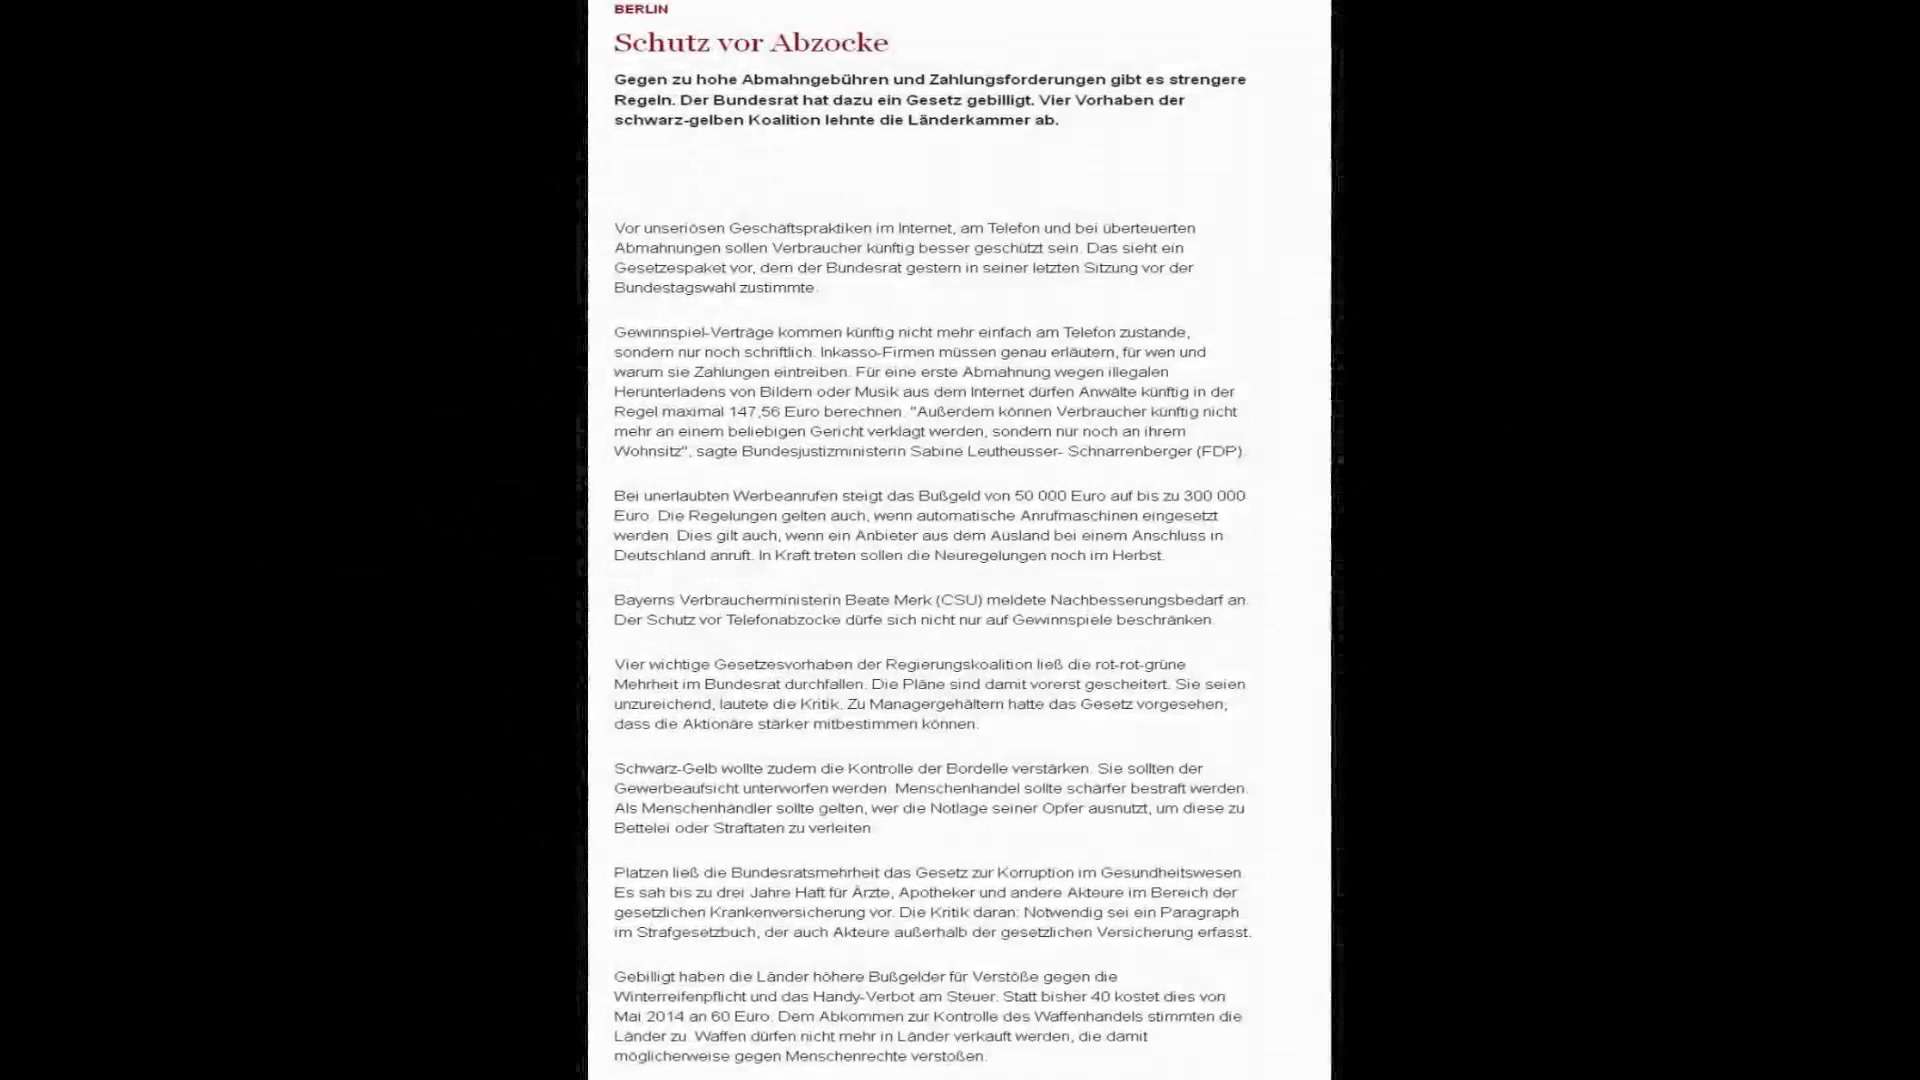 BERLIN
Schutz vor Abzocke
Gegen zu hohe Abmahngebühren und Zahlungsforderungen gibt es strengere
Regeln. Der Bundesrat hat dazu ein Gesetz gebilligt. Vier Vorhaben der
schwarz-gelben Koalition lehnte die Länderkammer ab.
Vor unseriösen Geschäftspraktiken im Internet, am Telefon und bei überteuerten
Abmahnungen sollen Verbraucher künftig besser geschützt sein. Das sieht ein
Gesetzespaket vor, dem der Bundesrat gestern in seiner letzten Sitzung vor der
Bundestagswahl zustimmte.
Gewinnspiel-Verträge kommen künftig nicht mehr einfach am Telefon zustande,
sondern nur noch schriftlich. Inkasso-Firmen müssen genau erläutern, für wen und
warum sie Zahlungen eintreiben. Für eine erste Abmahnung wegen illegalen
Herunterladens von Bildern oder Musik aus dem Internet dürfen Anwälte künftig in der
Regel maximal 147,56 Euro berechnen. "Außerdem können Verbraucher künftig nicht
mehr an einem beliebigen Gericht verklagt werden, sondern nur noch an ihrem
Wohnsitz", sagte Bundesjustizministerin Sabine Leutheusser- Schnarrenberger (FDP).
Bei unerlaubten Werbeanrufen steigt das Bußgeld von 50 000 Euro auf bis zu 300 000
Euro. Die Regelungen gelten auch, wenn automatische Anrufmaschinen eingesetzt
werden. Dies gilt auch, wenn ein Anbieter aus dem Ausland bei einem Anschluss in
Deutschland anruft. In Kraft treten sollen die Neuregelungen noch im Herbst.
Bayerns Verbraucherministerin Beate Merk (CSU) meldete Nachbesserungsbedarf an.
Der Schutz vor Telefonabzocke dürfe sich nicht nur auf Gewinnspiele beschränken.
Vier wichtige Gesetzesvorhaben der Regierungskoalition ließ die rot-rot-grüne
Mehrheit im Bundesrat durchfallen. Die Pläne sind damit vorerst gescheitert. Sie seien
unzureichend, lautete die Kritik. Zu Managergehältern hatte das Gesetz vorgesehen,
dass die Aktionäre stärker mitbestimmen können.
Schwarz-Gelb wollte zudem die Kontrolle der Bordelle verstärken. Sie sollten der
Gewerbeaufsicht unterworfen werden. Menschenhandel sollte schärfer bestraft werden.
Als Menschenhändler sollte gelten, wer die Notlage seiner Opfer ausnutzt, um diese zu
Bettelei oder Straftaten zu verleiten.
Platzen ließ die Bundesratsmehrheit das Gesetz zur Korruption im Gesundheitswesen.
Es sah bis zu drei Jahre Haft für Ärzte, Apotheker und andere Akteure im Bereich der
gesetzlichen Krankenversicherung vor. Die Kritik daran: Notwendig sei ein Paragraph
im Strafgesetzbuch, der auch Akteure außerhalb der gesetzlichen Versicherung erfasst.
Gebilligt haben die Länder höhere Bußgelder für Verstöße gegen die
Winterreifenpflicht und das Handy-Verbot am Steuer. Statt bisher 40 kostet dies von
Mai 2014 an 60 Euro. Dem Abkommen zur Kontrolle des Waffenhandels stimmten die
Länder zu. Waffen dürfen nicht mehr in Länder verkauft werden, die damit
möglicherweise gegen Menschenrechte verstoßen.